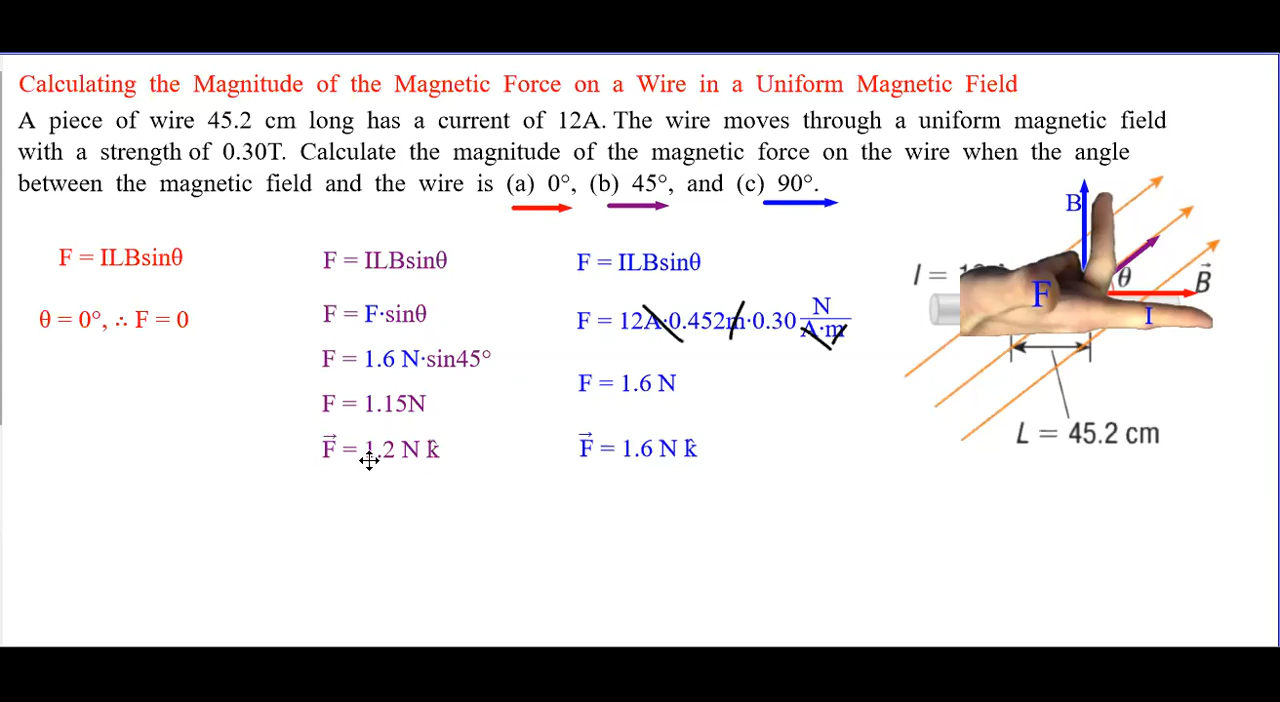 Calculating the Magnitude of the Magnetic Force on a Wire in a Uniform Magnetic Field
A piece of wire 45.2 cm long has a current of 12A. The wire moves through a uniform magnetic field
with a strength of 0.30T. Calculate the magnitude of the magnetic force on the wire when the angle
between the magnetic field and the wire is (a) 0°, (b) 45°, and (c) 90°.
F = ILBsinθ
θ = 0°, ∴ F = 0
F = ILBsinθ
F = F·sinθ
F = 1.6 N·sin45°
F = 1.15N
F⃗ = 1.2 N k̂
F = ILBsinθ
F = 12A·0.452m·0.30 N/A·m
F = 1.6 N
F⃗ = 1.6 N k̂
B
θ
B⃗
I =
F
I
L = 45.2 cm